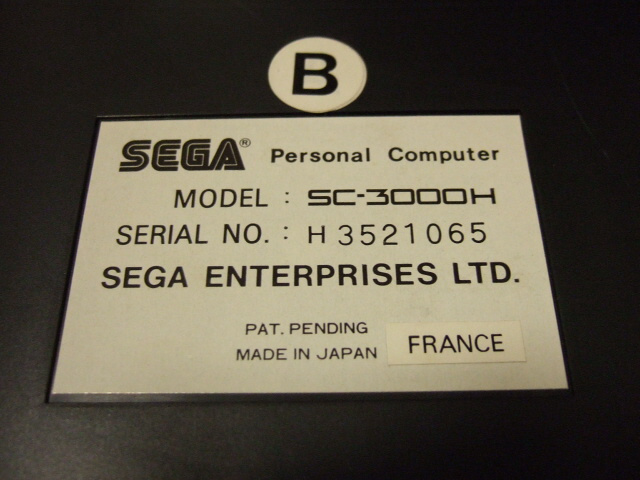 B
SEGA® Personal Computer
MODEL : SC-3000H
SERIAL NO. : H 3521065
SEGA ENTERPRISES LTD.
PAT. PENDING
MADE IN JAPAN FRANCE